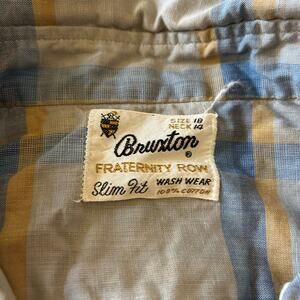 SIZE 18
NECK 14
Bruxton ®
FRATERNITY ROW
Slim Fit WASH WEAR
100% COTTON